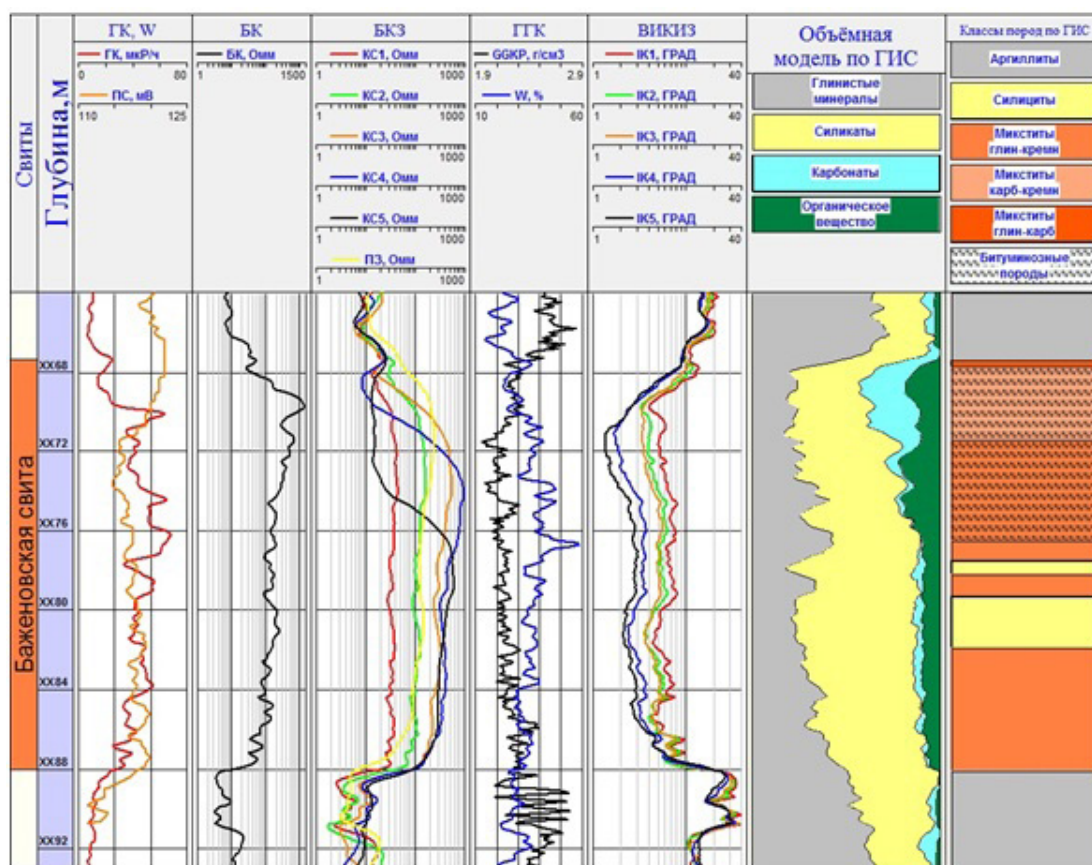 Свиты
Глубина,м
ГК, W
ГК, мкР/ч
0 80
ПС, мВ
110 125
БК
БК, Омм
1 1500
БКЗ
КС1, Омм
1 1000
КС2, Омм
1 1000
КС3, Омм
1 1000
КС4, Омм
1 1000
КС5, Омм
1 1000
ПЗ, Омм
1 1000
ГГК
GGKP, г/см3
1.9 2.9
W, %
10 60
ВИКИЗ
IK1, ГРАД
1 40
IK2, ГРАД
1 40
IK3, ГРАД
1 40
IK4, ГРАД
1 40
IK5, ГРАД
1 40
Объёмная
модель по ГИС
Глинистые
минералы
Силикаты
Карбонаты
Органическое
вещество
Классы пород по ГИС
Аргиллиты
Силициты
Микститы
глин-кремн
Микститы
карб-кремн
Микститы
глин-карб
Битуминозные
породы
Баженовская свита
XX68
XX72
XX76
XX80
XX84
XX88
XX92